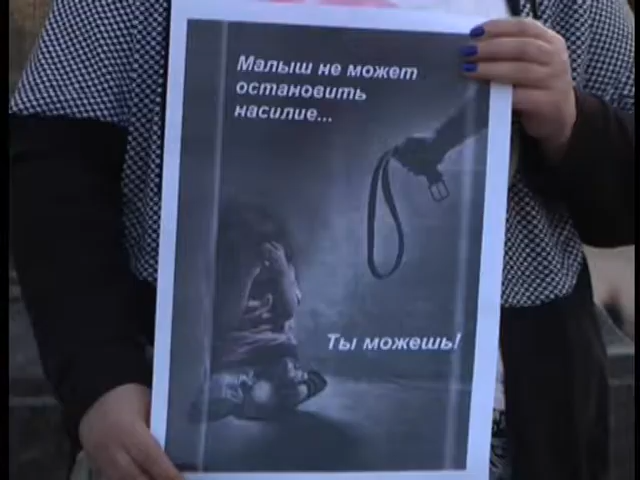 Малыш не может
остановить
насилие...
Ты можешь!